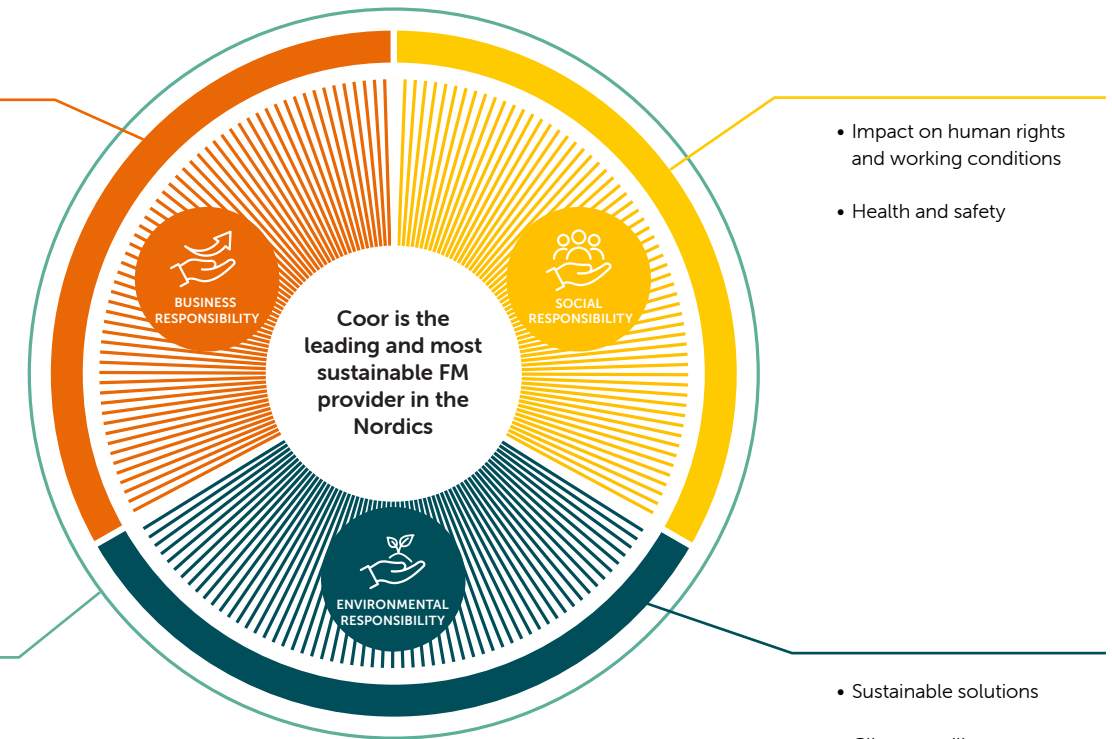 • Impact on human rights
and working conditions
• Health and safety
BUSINESS
RESPONSIBILITY
SOCIAL
RESPONSIBILITY
Coor is the
leading and most
sustainable FM
provider in the
Nordics
ENVIRONMENTAL
RESPONSIBILITY
• Sustainable solutions